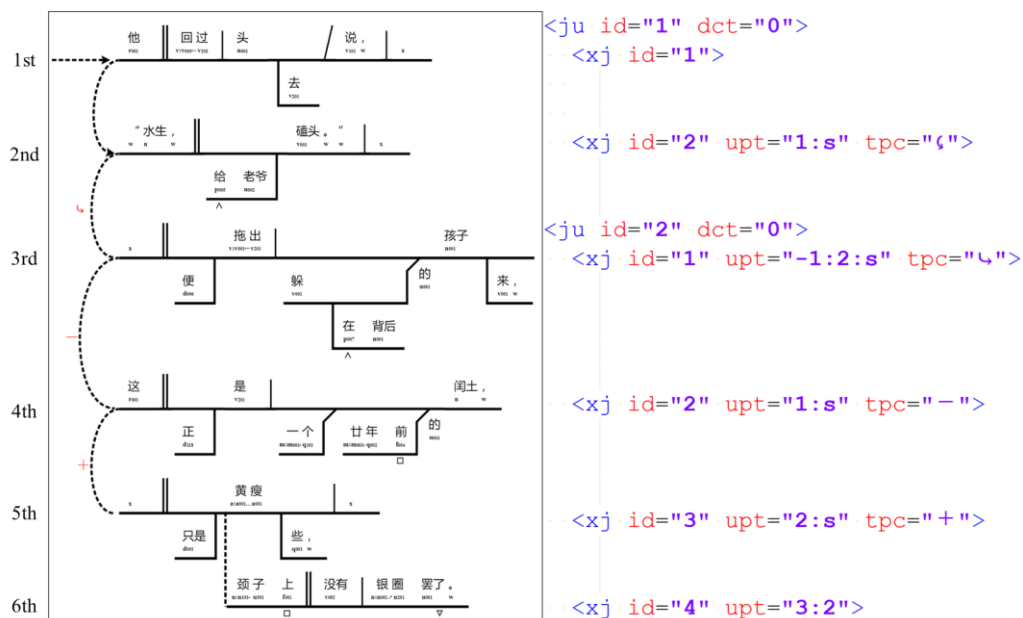 <ju id="1" dct="0">
他 回过 头 说，
w x
1st <xj id="1">
去
v201
"水生， 磕头。"
w n w w w x
2nd <xj id="2" upt="1:s" tpc="⤹">
给 老爷
∧
<ju id="2" dct="0">
x 拖出 孩子
n001
3rd <xj id="1" upt="-1:2:s" tpc="⤷">
便 躲 的 来，
w
在 背后
∧
这 是 闰土，
v201 n w
4th <xj id="2" upt="1:s" tpc="－">
－
正 一个 廿年 前 的
□
＋
黄瘦
x x
5th <xj id="3" upt="2:s" tpc="＋">
只是 些，
w
颈子 上 没有 银圈 罢了。
w
6th <xj id="4" upt="3:2">
□ ▽